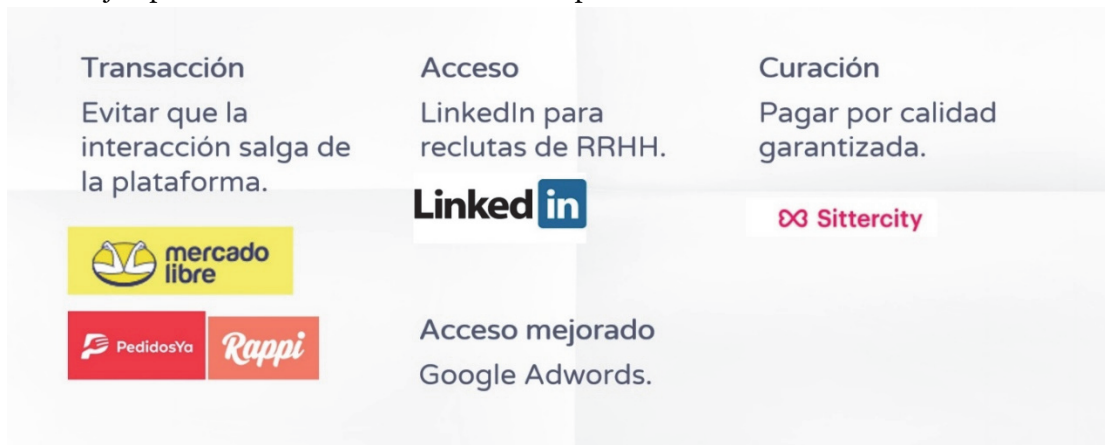 Transacción
Evitar que la
interacción salga de
la plataforma.
mercado
libre
PedidosYa
Rappi
Acceso
LinkedIn para
reclutas de RRHH.
Linked in
Acceso mejorado
Google Adwords.
Curación
Pagar por calidad
garantizada.
Sittercity